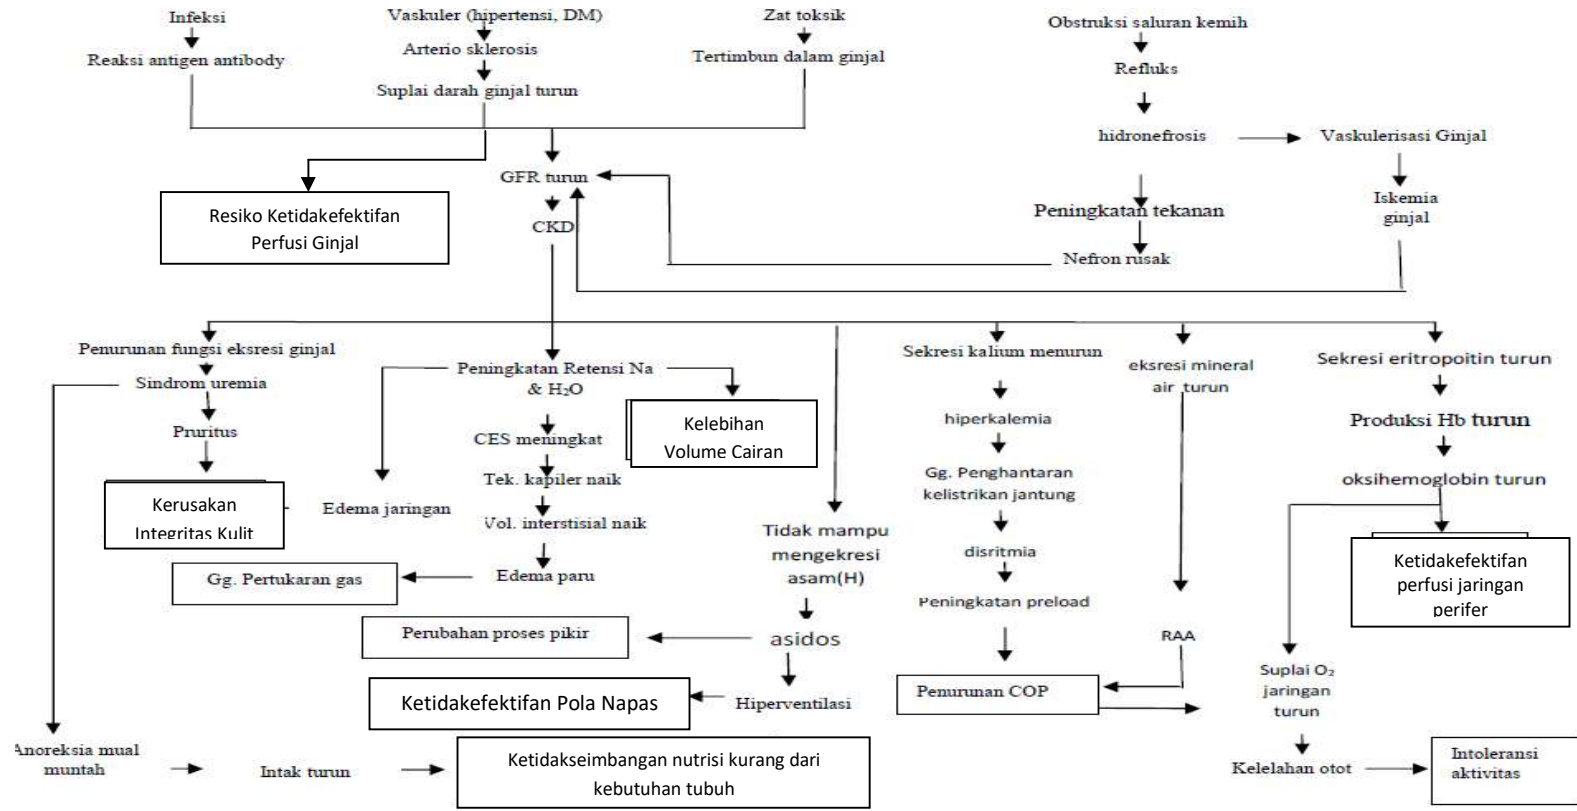 Infeksi
Vaskuler (hipertensi, DM)
Zat toksik
Obstruksi saluran kemih
Reaksi antigen antibody
Arterio sklerosis
Tertimbun dalam ginjal
Refluks
Suplai darah ginjal turun
hidronefrosis
Vaskulerisasi Ginjal
GFR turun
Resiko Ketidakefektifan
Perfusi Ginjal
CKD
Peningkatan tekanan
Iskemia
ginjal
Nefron rusak
Penurunan fungsi eksresi ginjal
Sindrom uremia
Pruritus
Kerusakan
Integritas Kulit
Peningkatan Retensi Na
& H₂O
Edema jaringan
CES meningkat
Tek. kapiler naik
Vol. interstisial naik
Edema paru
Gg. Pertukaran gas
Kelebihan
Volume Cairan
Tidak mampu
mengekresi
asam(H)
asidos
Perubahan proses pikir
Hiperventilasi
Ketidakefektifan Pola Napas
Sekresi kalium menurun
hiperkalemia
Gg. Penghantaran
kelistrikan jantung
disritmia
Peningkatan preload
Penurunan COP
eksresi mineral
air turun
RAA
Sekresi eritropoitin turun
Produksi Hb turun
oksihemoglobin turun
Ketidakefektifan
perfusi jaringan
perifer
Suplai O₂
jaringan
turun
Kelelahan otot
Intoleransi
aktivitas
Anoreksia mual
muntah
Intak turun
Ketidakseimbangan nutrisi kurang dari
kebutuhan tubuh